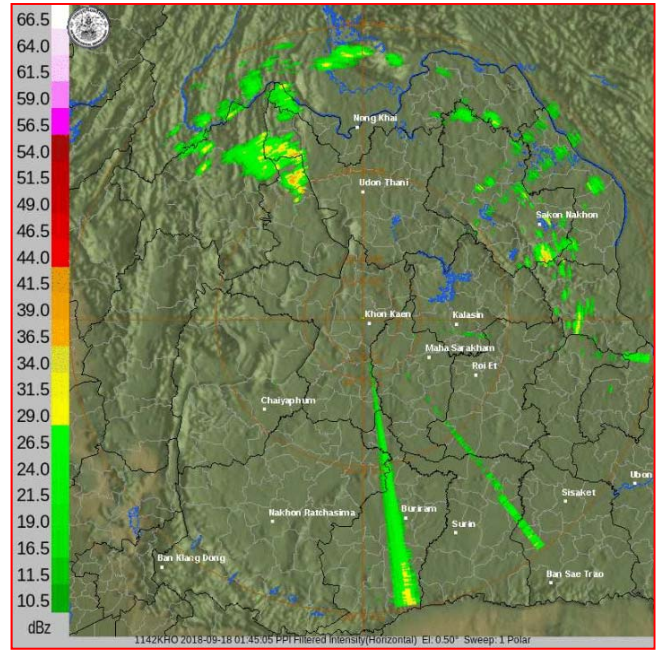 66.5
64.0
61.5
59.0
56.5
54.0
51.5
49.0
46.5
44.0
41.5
39.0
36.5
34.0
31.5
29.0
26.5
24.0
21.5
19.0
16.5
11.5
10.5
dBz
Nong Khai
Udon Thani
Sakon Nakhon
Khon Kaen
Kalasin
Maha Sarakham
Roi Et
Chaiyaphum
Ubon
Sisaket
Nakhon Ratchasima
Buriram
Surin
Ban Klang Dong
Ban Sae Trao
1142KHO 2018-09-18 01:45:05 PPI Filtered Intensity(Horizontal) El: 0.50° Sweep: 1 Polar